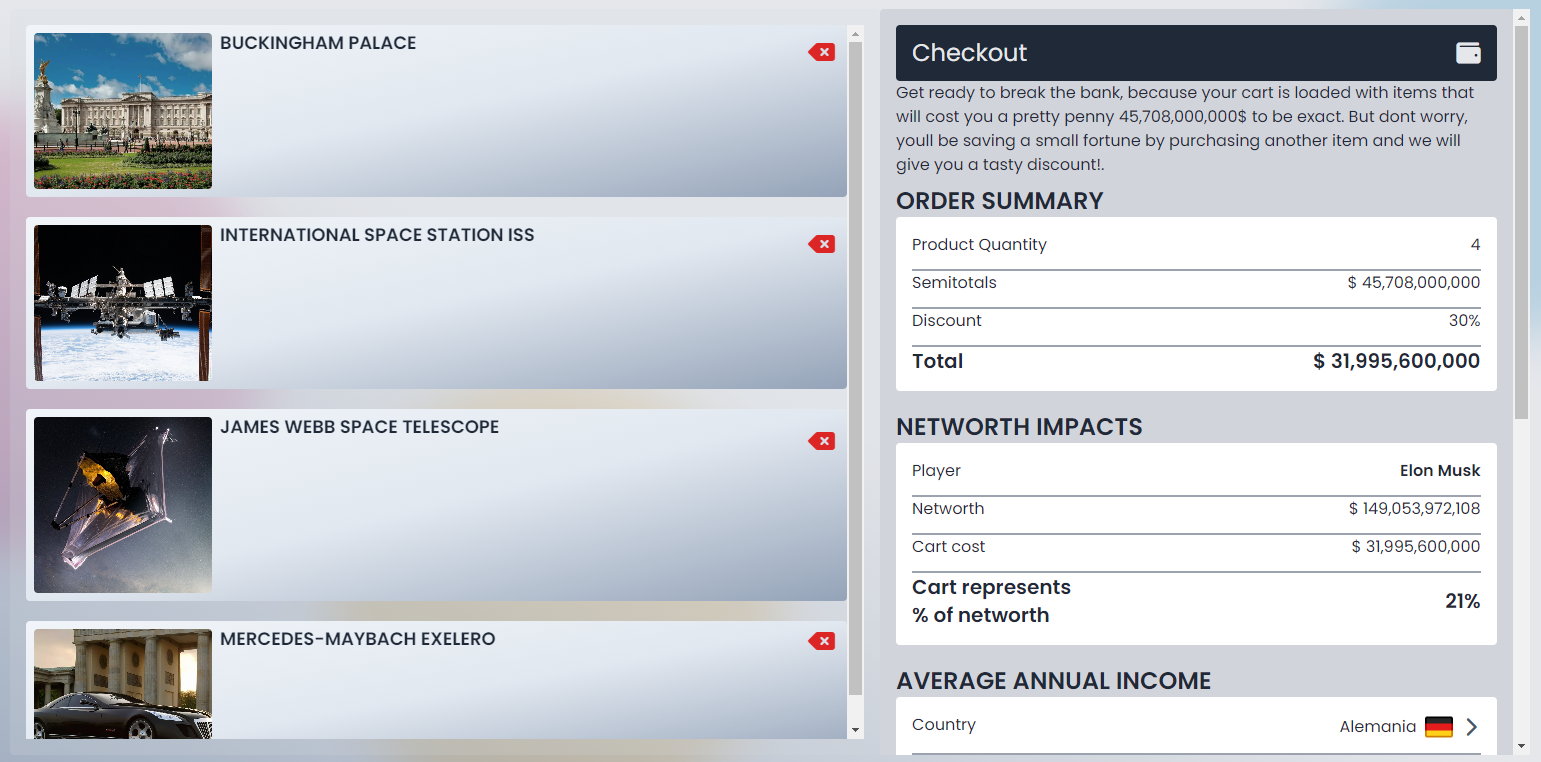 BUCKINGHAM PALACE
INTERNATIONAL SPACE STATION ISS
JAMES WEBB SPACE TELESCOPE
MERCEDES-MAYBACH EXELERO
Checkout
Get ready to break the bank, because your cart is loaded with items that
will cost you a pretty penny 45,708,000,000$ to be exact. But dont worry,
youll be saving a small fortune by purchasing another item and we will
give you a tasty discount!.
ORDER SUMMARY
Product Quantity 4
Semitotals $ 45,708,000,000
Discount 30%
Total $ 31,995,600,000
NETWORTH IMPACTS
Player Elon Musk
Networth $ 149,053,972,108
Cart cost $ 31,995,600,000
Cart represents
% of networth 21%
AVERAGE ANNUAL INCOME
Country Alemania